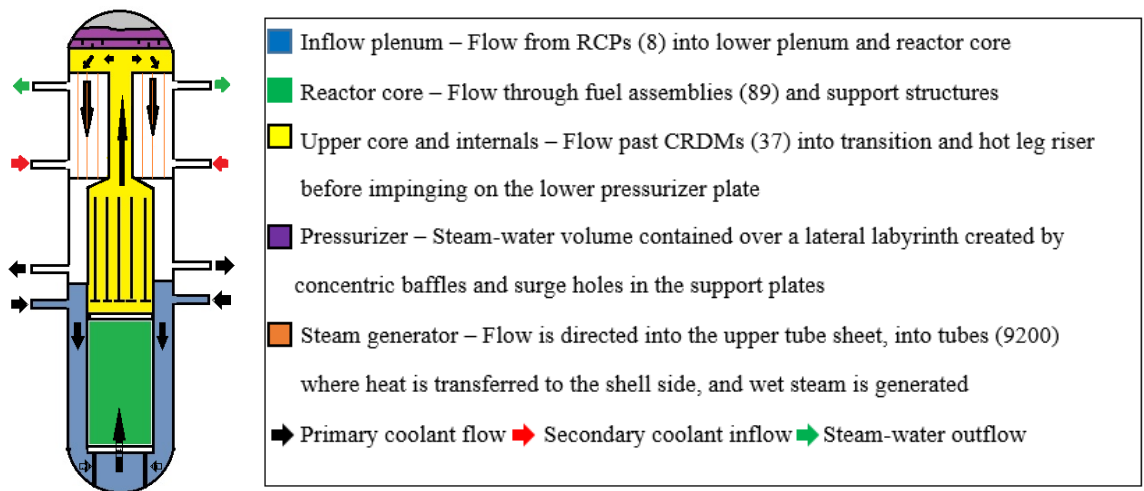 Inflow plenum – Flow from RCPs (8) into lower plenum and reactor core
Reactor core – Flow through fuel assemblies (89) and support structures
Upper core and internals – Flow past CRDMs (37) into transition and hot leg riser
before impinging on the lower pressurizer plate
Pressurizer – Steam-water volume contained over a lateral labyrinth created by
concentric baffles and surge holes in the support plates
Steam generator – Flow is directed into the upper tube sheet, into tubes (9200)
where heat is transferred to the shell side, and wet steam is generated
Primary coolant flow Secondary coolant inflow Steam-water outflow